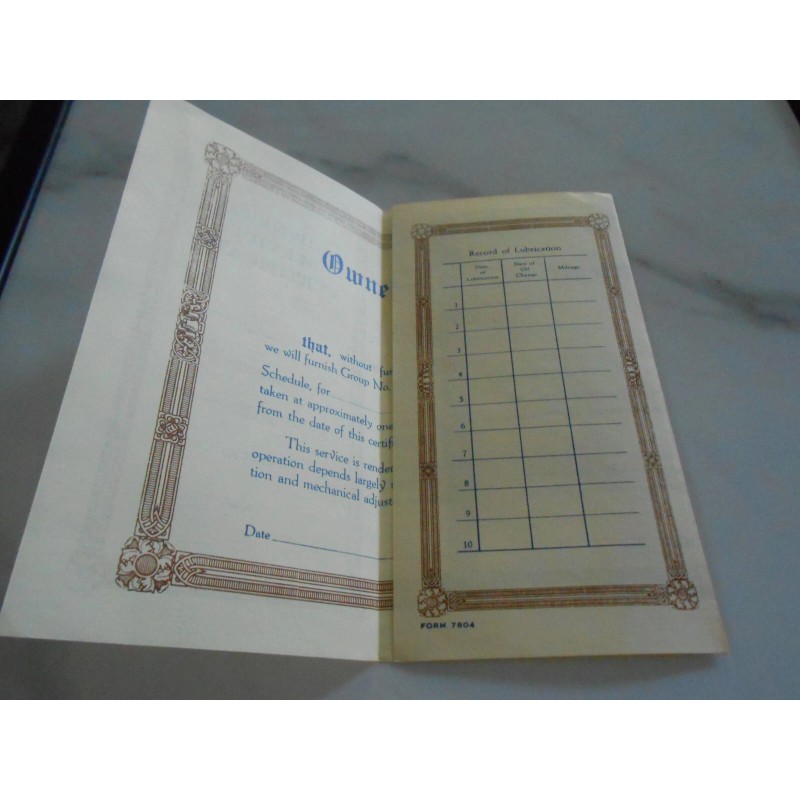 Owne
that, without fur
we will furnish Group No.
Schedule, for
taken at approximately one
from the date of this certif
This service is rende
operation depends largely
tion and mechanical adjust
Date
Record of Lubrication
Date of Lubrication
Date of Oil Change
Mileage
1
2
3
4
5
6
7
8
9
10
FORM 7804